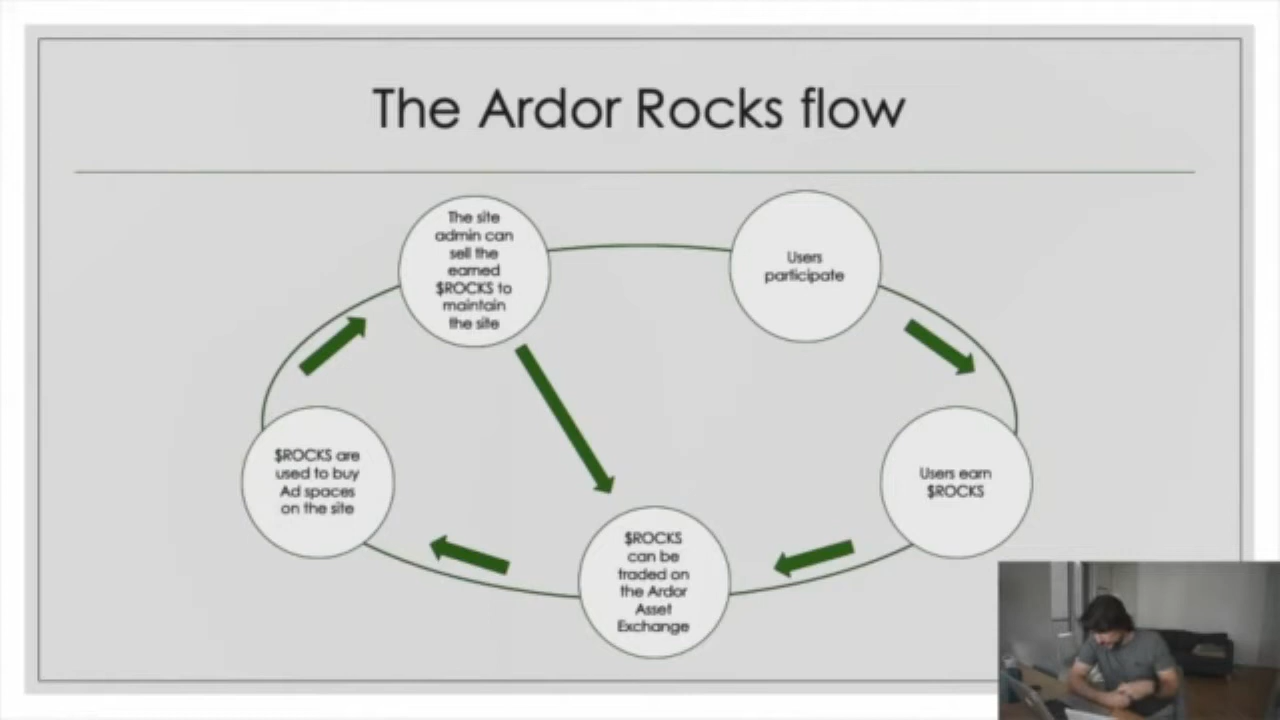 The Ardor Rocks flow
The site
admin can
sell the
earned
$ROCKS to
maintain
the site
Users
participate
Users earn
$ROCKS
$ROCKS
can be
traded on
the Ardor
Asset
Exchange
$ROCKS are
used to buy
Ad spaces
on the site